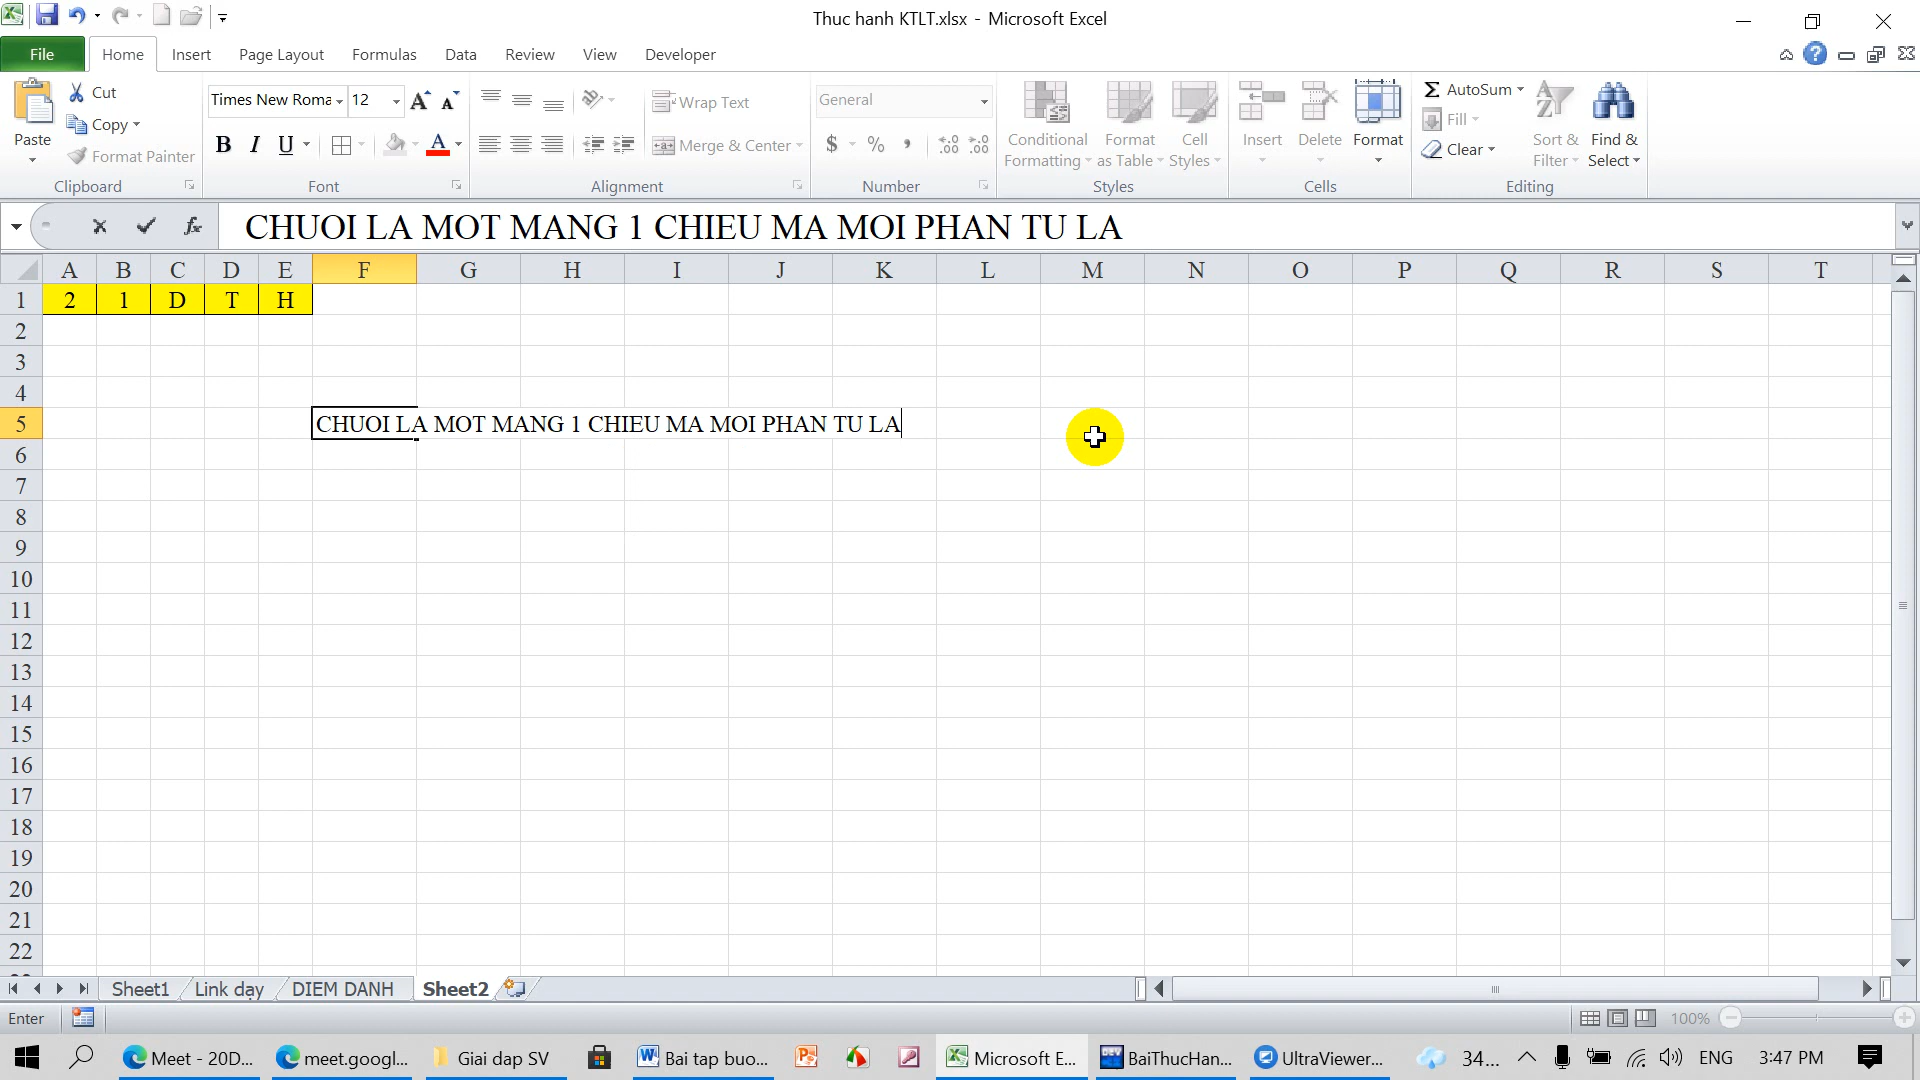 Thuc hanh KTLT.xlsx - Microsoft Excel
File Home Insert Page Layout Formulas Data Review View Developer
Paste Cut Copy Format Painter Clipboard
Times New Roma 12 B I U A Font
Wrap Text Merge & Center Alignment
General $ % , Number
Conditional Formatting Format as Table Cell Styles Styles
Insert Delete Format Cells
AutoSum Fill Clear Sort & Filter Find & Select Editing
fx CHUOI LA MOT MANG 1 CHIEU MA MOI PHAN TU LA
A B C D E F G H I J K L M N O P Q R S T
1 2 1 D T H
2
3
4
5 CHUOI LA MOT MANG 1 CHIEU MA MOI PHAN TU LA
6
7
8
9
10
11
12
13
14
15
16
17
18
19
20
21
22
Sheet1 Link dạy DIEM DANH Sheet2
Enter 100%
Meet - 20D... meet.googl... Giai dap SV Bai tap buo... Microsoft E... BaiThucHan... UltraViewer... 34... ENG 3:47 PM